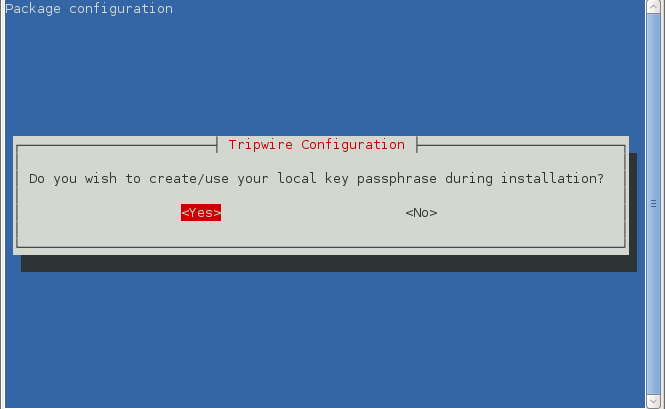 Package configuration
Tripwire Configuration
Do you wish to create/use your local key passphrase during installation?
<Yes> <No>